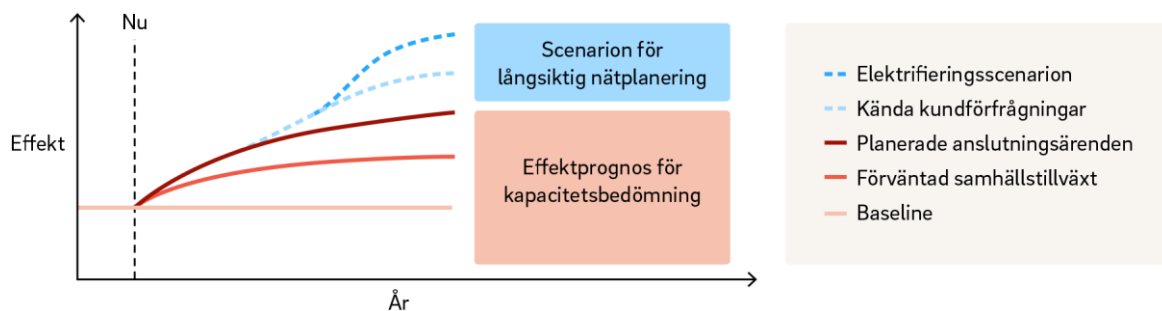 Nu
Effekt
År
Scenarion för
långsiktig nätplanering
Effektprognos för
kapacitetsbedömning
Elektrifieringsscenarion
Kända kundförfrågningar
Planerade anslutningsärenden
Förväntad samhällstillväxt
Baseline